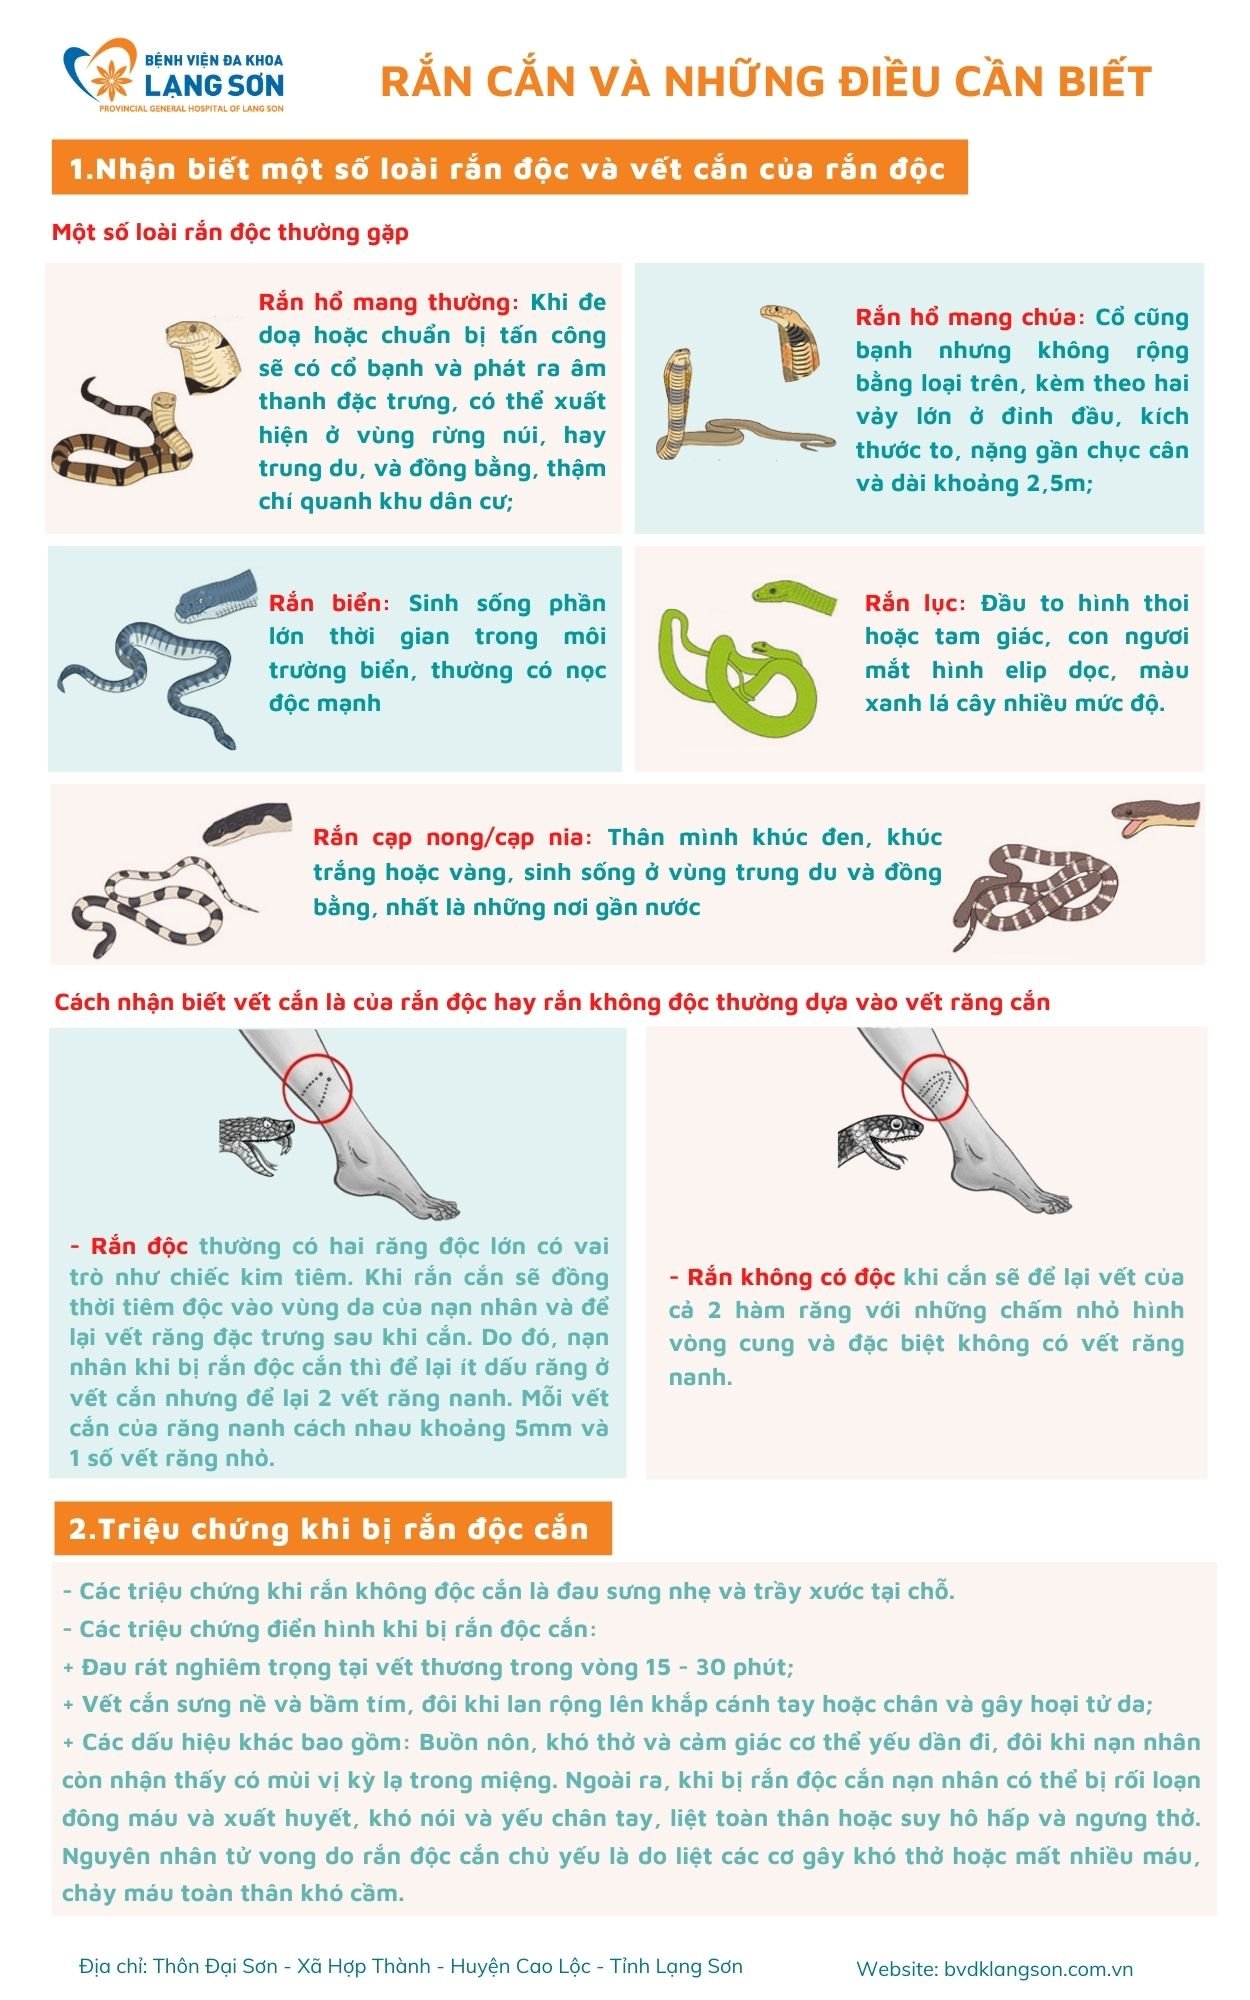 BỆNH VIỆN ĐA KHOA
LẠNG SƠN
PROVINCIAL GENERAL HOSPITAL OF LANG SON
RẮN CẮN VÀ NHỮNG ĐIỀU CẦN BIẾT
1.Nhận biết một số loài rắn độc và vết cắn của rắn độc
Một số loài rắn độc thường gặp
Rắn hổ mang thường: Khi đe
doạ hoặc chuẩn bị tấn công
sẽ có cổ bạnh và phát ra âm
thanh đặc trưng, có thể xuất
hiện ở vùng rừng núi, hay
trung du, và đồng bằng, thậm
chí quanh khu dân cư;
Rắn hổ mang chúa: Cổ cũng
bạnh nhưng không rộng
bằng loại trên, kèm theo hai
vảy lớn ở đỉnh đầu, kích
thước to, nặng gần chục cân
và dài khoảng 2,5m;
Rắn biển: Sinh sống phần
lớn thời gian trong môi
trường biển, thường có nọc
độc mạnh
Rắn lục: Đầu to hình thoi
hoặc tam giác, con ngươi
mắt hình elip dọc, màu
xanh lá cây nhiều mức độ.
Rắn cạp nong/cạp nia: Thân mình khúc đen, khúc
trắng hoặc vàng, sinh sống ở vùng trung du và đồng
bằng, nhất là những nơi gần nước
Cách nhận biết vết cắn là của rắn độc hay rắn không độc thường dựa vào vết răng cắn
- Rắn độc thường có hai răng độc lớn có vai
trò như chiếc kim tiêm. Khi rắn cắn sẽ đồng
thời tiêm độc vào vùng da của nạn nhân và để
lại vết răng đặc trưng sau khi cắn. Do đó, nạn
nhân khi bị rắn độc cắn thì để lại ít dấu răng ở
vết cắn nhưng để lại 2 vết răng nanh. Mỗi vết
cắn của răng nanh cách nhau khoảng 5mm và
1 số vết răng nhỏ.
- Rắn không có độc khi cắn sẽ để lại vết của
cả 2 hàm răng với những chấm nhỏ hình
vòng cung và đặc biệt không có vết răng
nanh.
2.Triệu chứng khi bị rắn độc cắn
- Các triệu chứng khi rắn không độc cắn là đau sưng nhẹ và trầy xước tại chỗ.
- Các triệu chứng điển hình khi bị rắn độc cắn:
+ Đau rát nghiêm trọng tại vết thương trong vòng 15 - 30 phút;
+ Vết cắn sưng nề và bầm tím, đôi khi lan rộng lên khắp cánh tay hoặc chân và gây hoại tử da;
+ Các dấu hiệu khác bao gồm: Buồn nôn, khó thở và cảm giác cơ thể yếu dần đi, đôi khi nạn nhân
còn nhận thấy có mùi vị kỳ lạ trong miệng. Ngoài ra, khi bị rắn độc cắn nạn nhân có thể bị rối loạn
đông máu và xuất huyết, khó nói và yếu chân tay, liệt toàn thân hoặc suy hô hấp và ngưng thở.
Nguyên nhân tử vong do rắn độc cắn chủ yếu là do liệt các cơ gây khó thở hoặc mất nhiều máu,
chảy máu toàn thân khó cầm.
Địa chỉ: Thôn Đại Sơn - Xã Hợp Thành - Huyện Cao Lộc - Tỉnh Lạng Sơn
Website: bvdklangson.com.vn